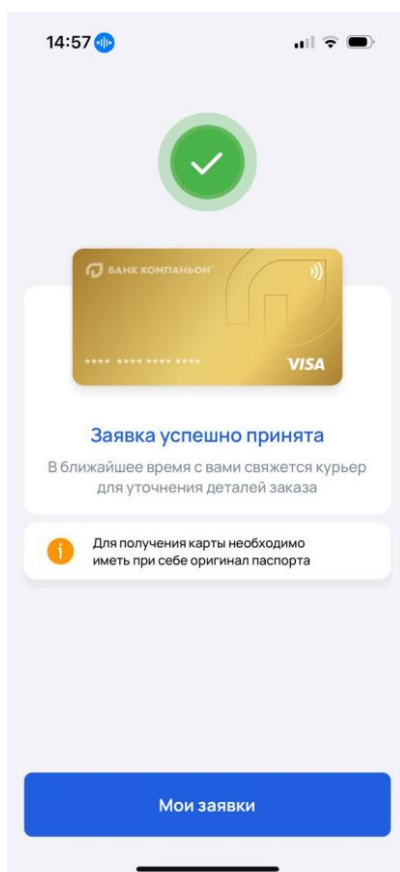 14:57
БАНК КОМПАНЬОН
**** **** **** ****
VISA
Заявка успешно принята
В ближайшее время с вами свяжется курьер
для уточнения деталей заказа
Для получения карты необходимо
иметь при себе оригинал паспорта
Мои заявки